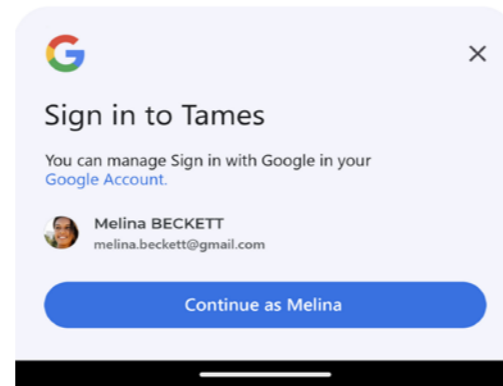 Sign in to Tames
You can manage Sign in with Google in your
Google Account.
Melina BECKETT
melina.beckett@gmail.com
Continue as Melina